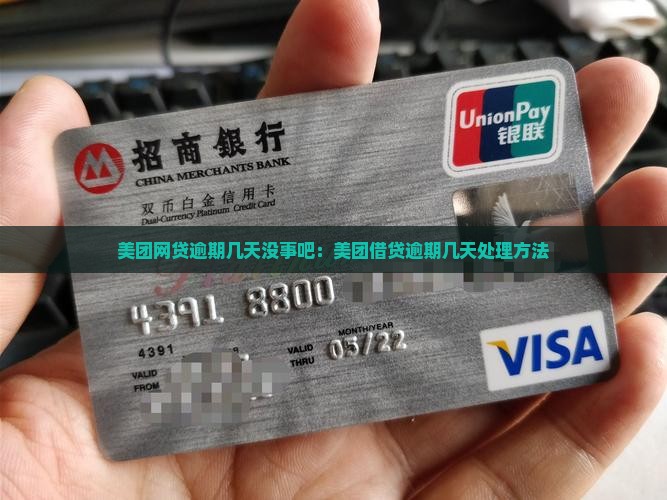 招商銀行
CHINA MERCHANTS BANK
双币白金信用卡
Dual-Currency Platinum Credit Card
UnionPay
银联
美团网贷逾期几天没事吧：美团借贷逾期几天处理方法
4391 8800
4391
MONTH/YEAR
VALID
THRU
05/22
VALID
FROM
VISA